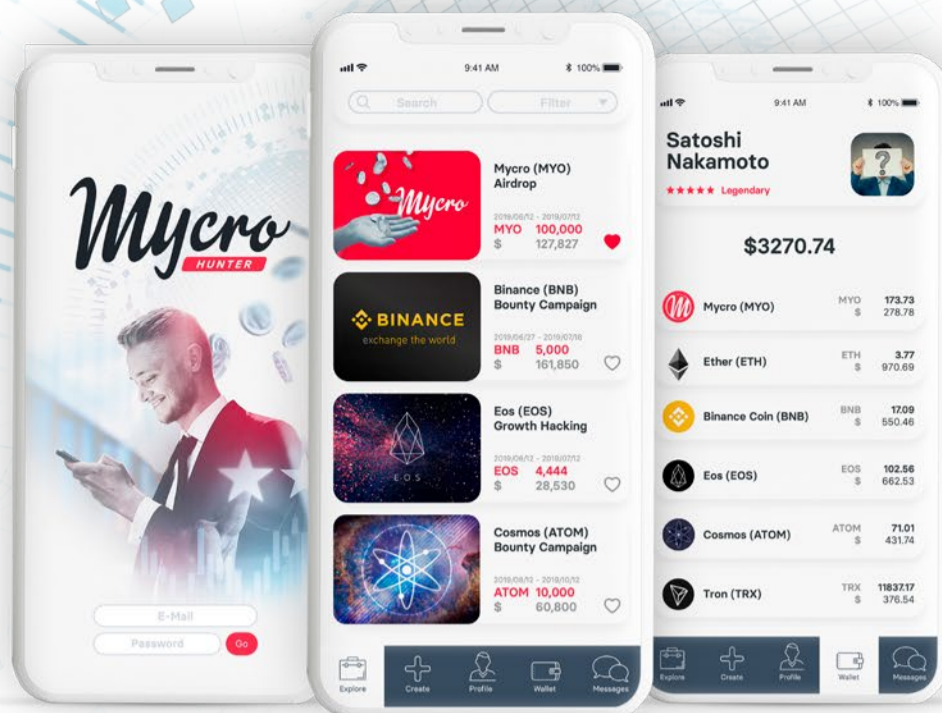 Mycro
HUNTER
E-Mail
Password
Go
9:41 AM
100%
Search
Filter
Mycro
Mycro (MYO)
Airdrop
2019/06/12 - 2019/07/12
MYO 100,000
$ 127,827
BINANCE
exchange the world
Binance (BNB)
Bounty Campaign
2019/06/27 - 2019/07/16
BNB 5,000
$ 161,850
EOS
Eos (EOS)
Growth Hacking
2019/06/12 - 2019/07/12
EOS 4,444
$ 28,530
Cosmos (ATOM)
Bounty Campaign
2019/08/12 - 2019/10/12
ATOM 10,000
$ 60,800
Explore
Create
Profile
Wallet
Messages
9:41 AM
100%
Satoshi
Nakamoto
★★★★★ Legendary
?
$3270.74
M
Mycro (MYO) MYO 173.73
$ 278.78
Ether (ETH) ETH 3.77
$ 970.69
Binance Coin (BNB) BNB 17.09
$ 550.46
Eos (EOS) EOS 102.56
$ 662.53
Cosmos (ATOM) ATOM 71.01
$ 431.74
Tron (TRX) TRX 11837.17
$ 376.54
Explore
Create
Profile
Wallet
Messages